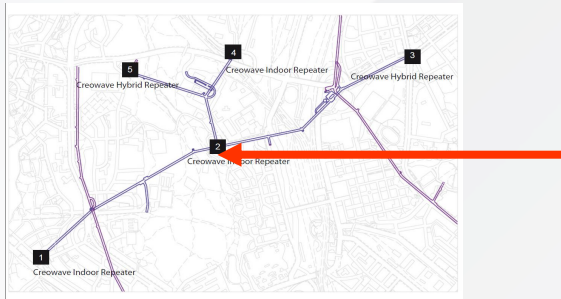 4
Creowave Indoor Repeater
3
Creowave Hybrid Repeater
5
Creowave Hybrid Repeater
2
Creowave Indoor Repeater
1
Creowave Indoor Repeater